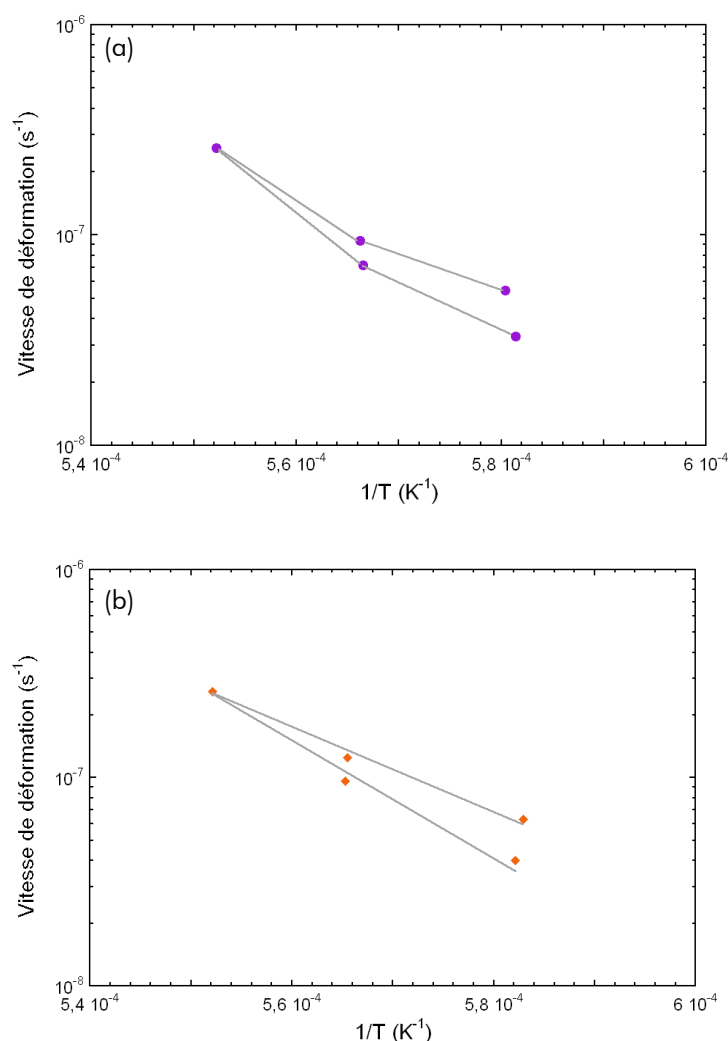 (a)
10⁻⁶
10⁻⁷
10⁻⁸
Vitesse de déformation (s⁻¹)
5,4 10⁻⁴ 5,6 10⁻⁴ 5,8 10⁻⁴ 6 10⁻⁴
1/T (K⁻¹)
(b)
10⁻⁶
10⁻⁷
10⁻⁸
Vitesse de déformation (s⁻¹)
5,4 10⁻⁴ 5,6 10⁻⁴ 5,8 10⁻⁴ 6 10⁻⁴
1/T (K⁻¹)